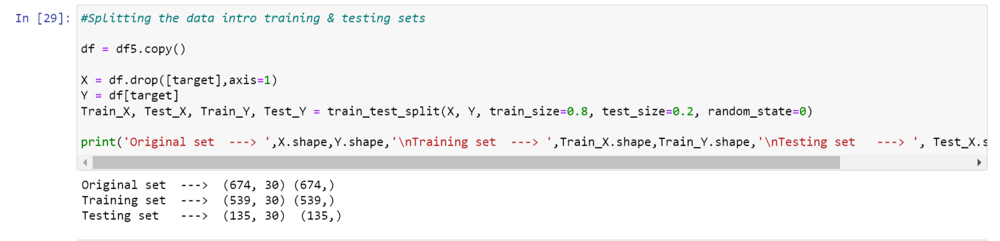 In [29]: #Splitting the data intro training & testing sets
df = df5.copy()
X = df.drop([target],axis=1)
Y = df[target]
Train_X, Test_X, Train_Y, Test_Y = train_test_split(X, Y, train_size=0.8, test_size=0.2, random_state=0)
print('Original set  ---> ',X.shape,Y.shape,'\nTraining set  ---> ',Train_X.shape,Train_Y.shape,'\nTesting set   ---> ', Test_X.s
Original set  --->  (674, 30) (674,)
Training set  --->  (539, 30) (539,)
Testing set   --->  (135, 30)  (135,)